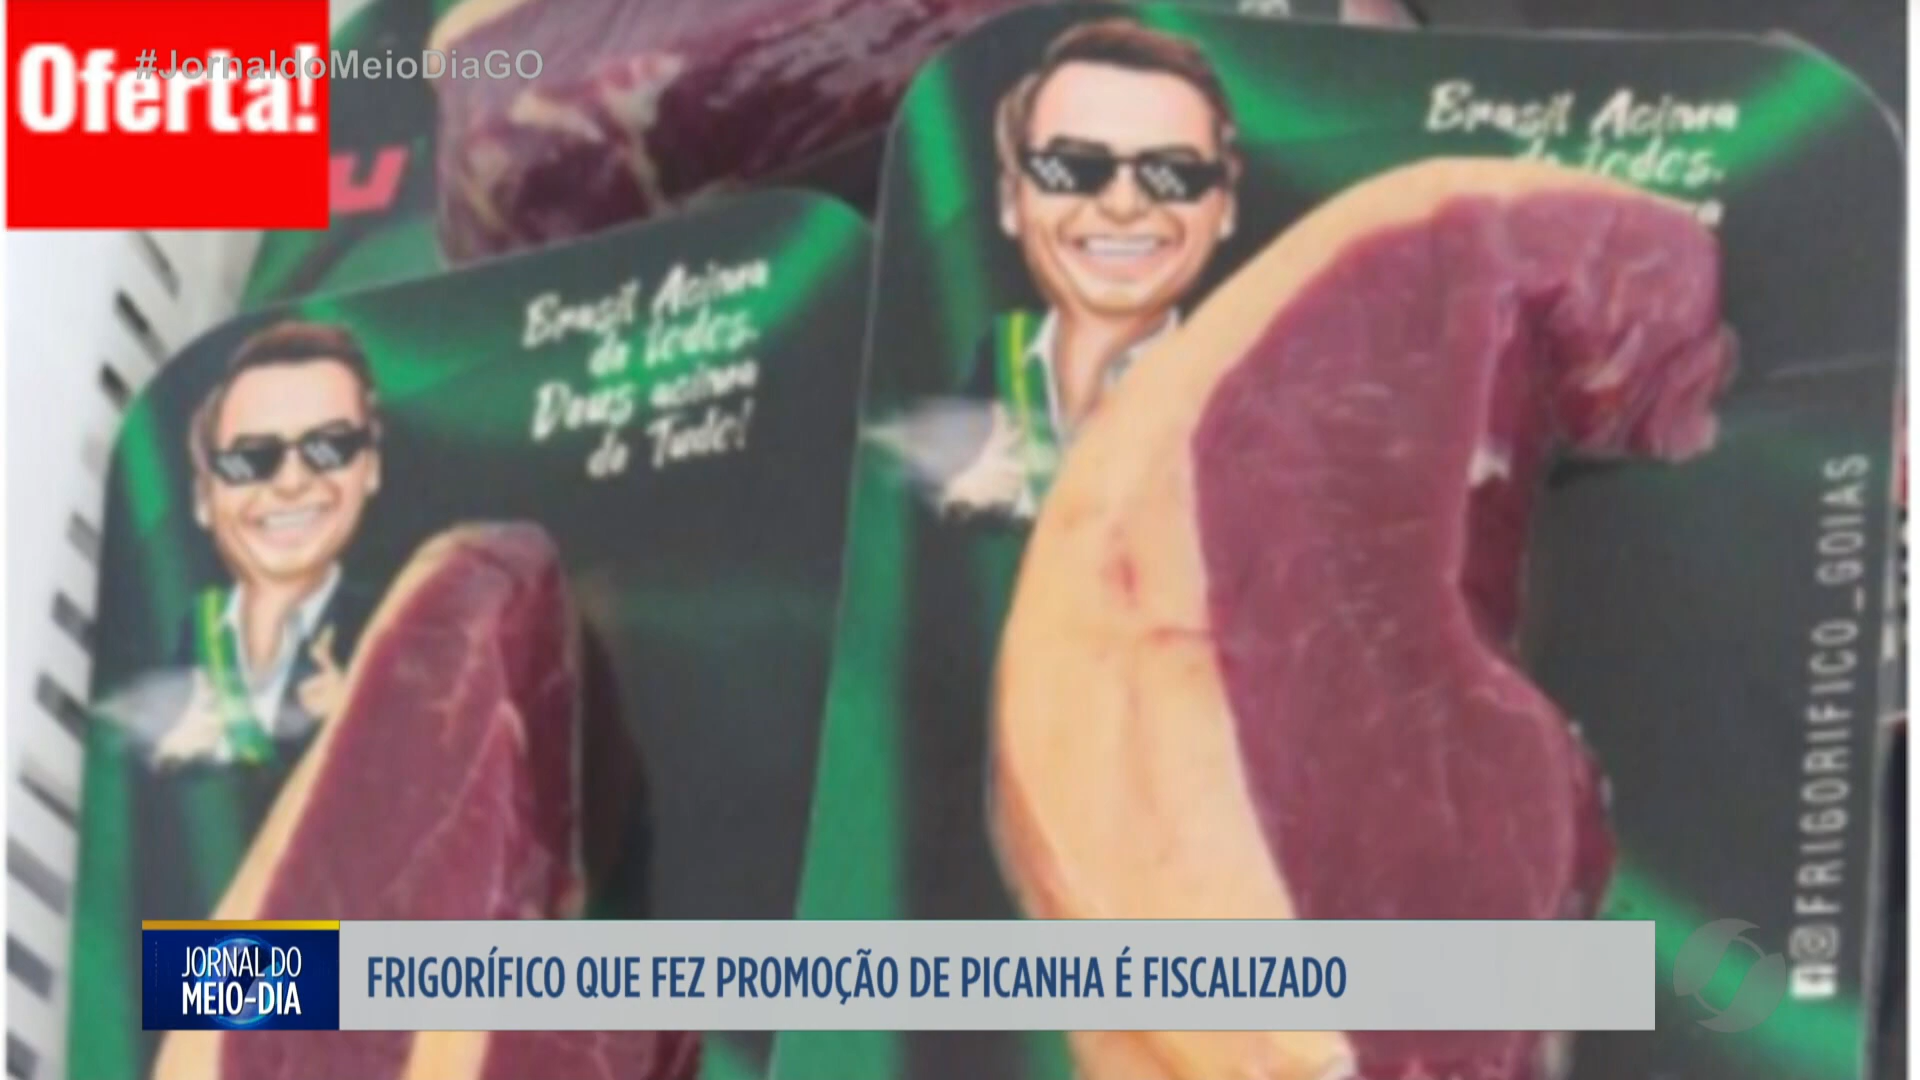 Oferta!
#JornaldoMeioDiaGO
Brasil Acima
de todos.
Brasil Acima
de todos.
Deus acima
de Tudo!
FRIGORIFICO_GOIAS
JORNAL DO
MEIO-DIA
FRIGORÍFICO QUE FEZ PROMOÇÃO DE PICANHA É FISCALIZADO